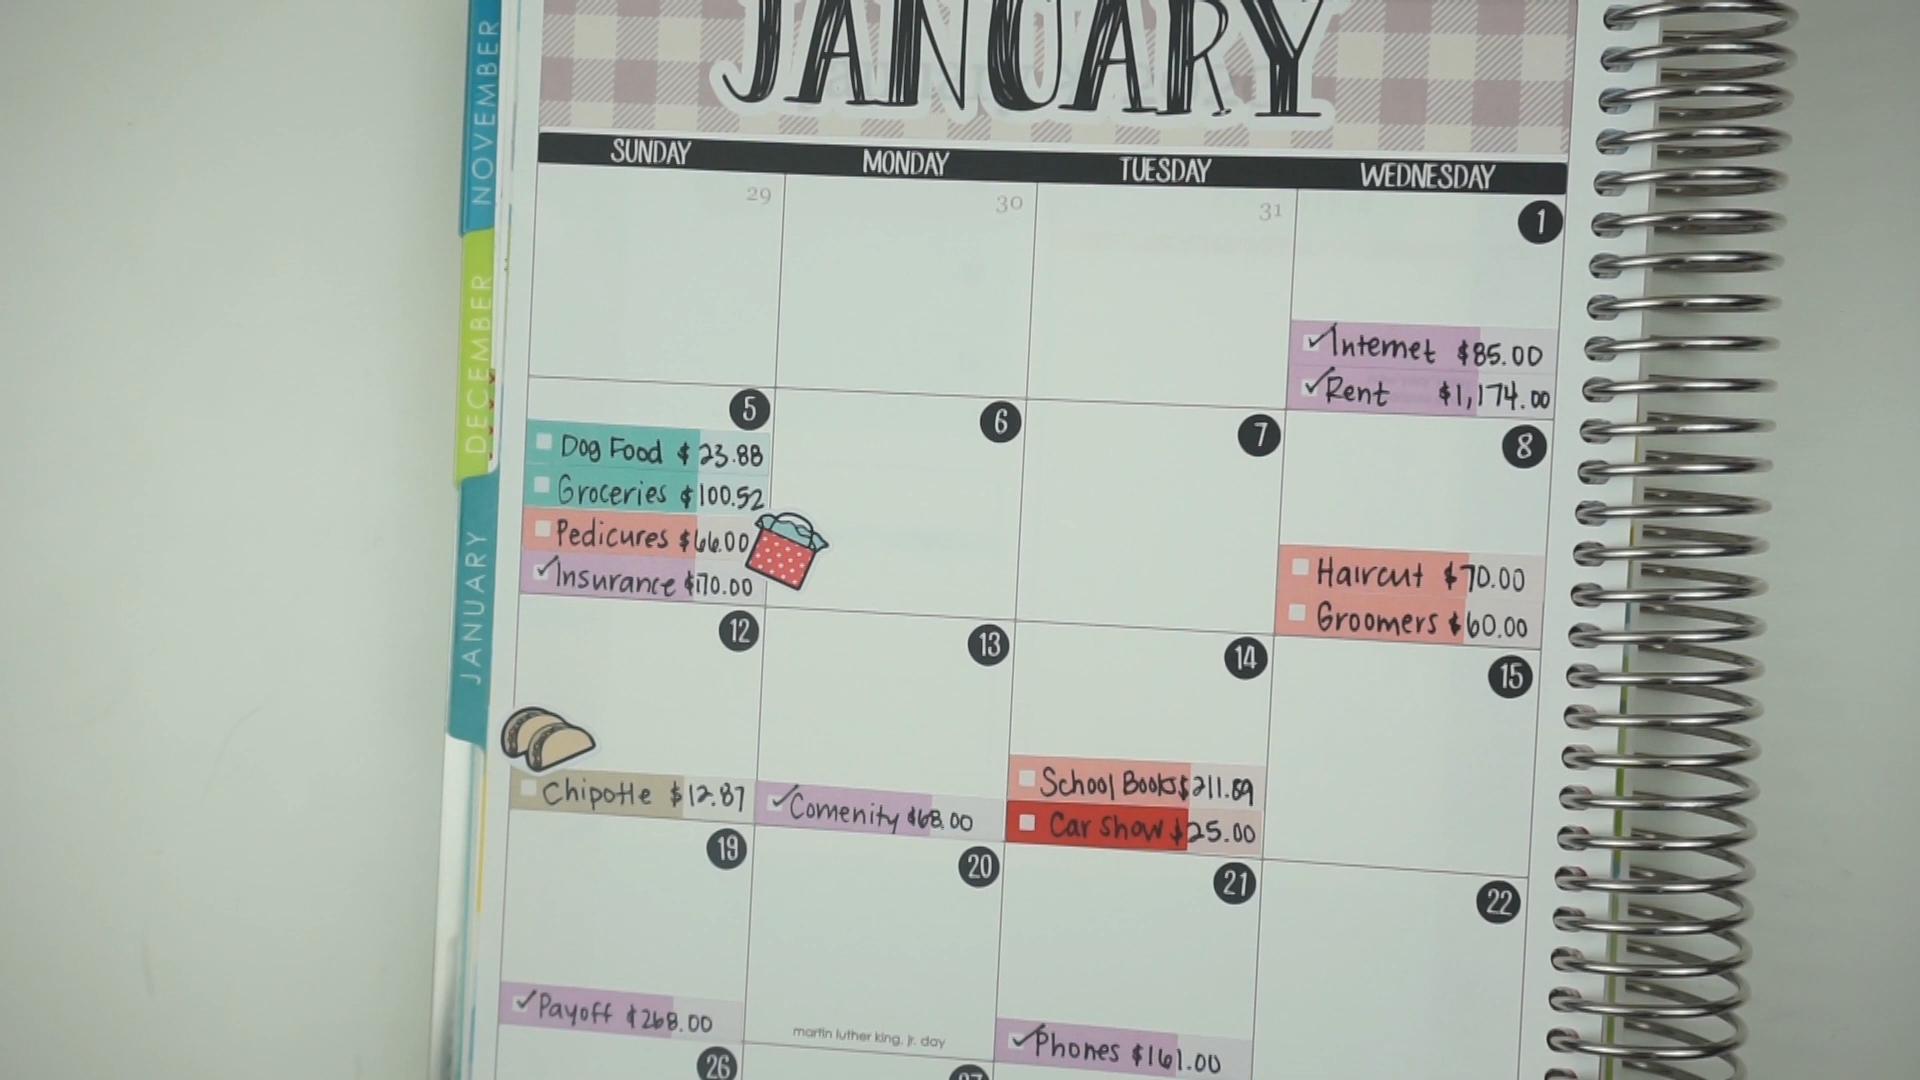 NOVEMBER
DECEMBER
JANUARY
JANUARY
SUNDAY MONDAY TUESDAY WEDNESDAY
29 30 31 1
Internet $85.00
Rent $1,174.00
5 6 7 8
Dog Food $23.88
Groceries $100.52
Pedicures $66.00
Insurance $170.00
Haircut $70.00
Groomers $60.00
12 13 14 15
Chipotle $12.87
Comenity $68.00
School Books $211.89
Car Show $25.00
19 20 21 22
Payoff $268.00
martin luther king, jr. day
Phones $161.00
26 27